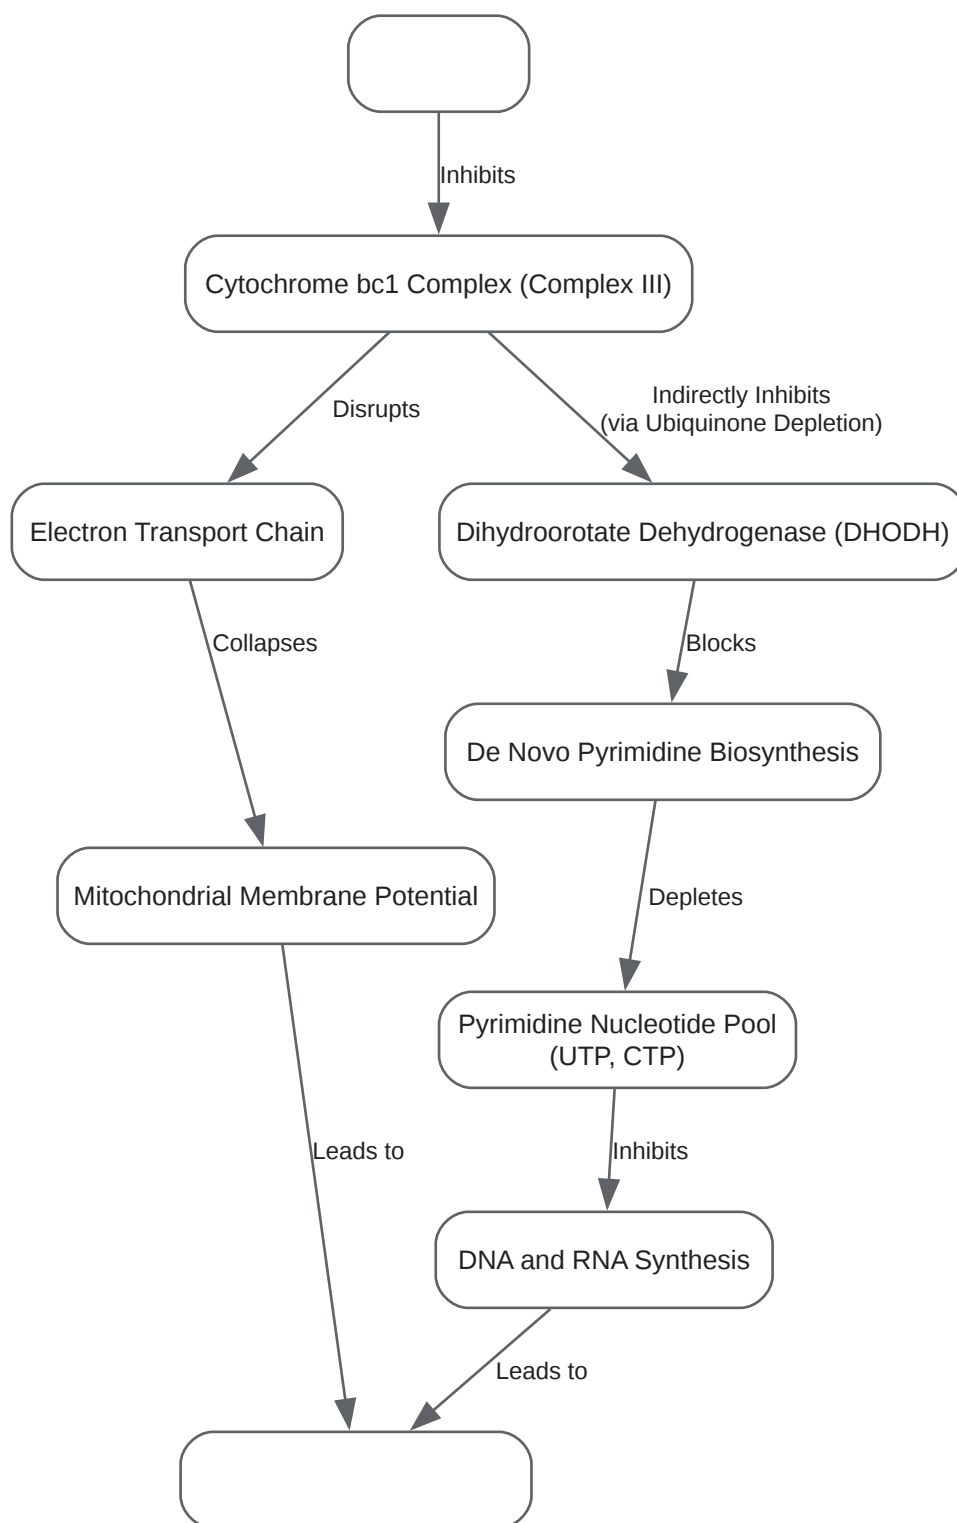 Inhibits
Cytochrome bc1 Complex (Complex III)
Disrupts
Indirectly Inhibits
(via Ubiquinone Depletion)
Electron Transport Chain
Dihydroorotate Dehydrogenase (DHODH)
Collapses
Blocks
De Novo Pyrimidine Biosynthesis
Mitochondrial Membrane Potential
Depletes
Pyrimidine Nucleotide Pool
(UTP, CTP)
Leads to
Inhibits
DNA and RNA Synthesis
Leads to